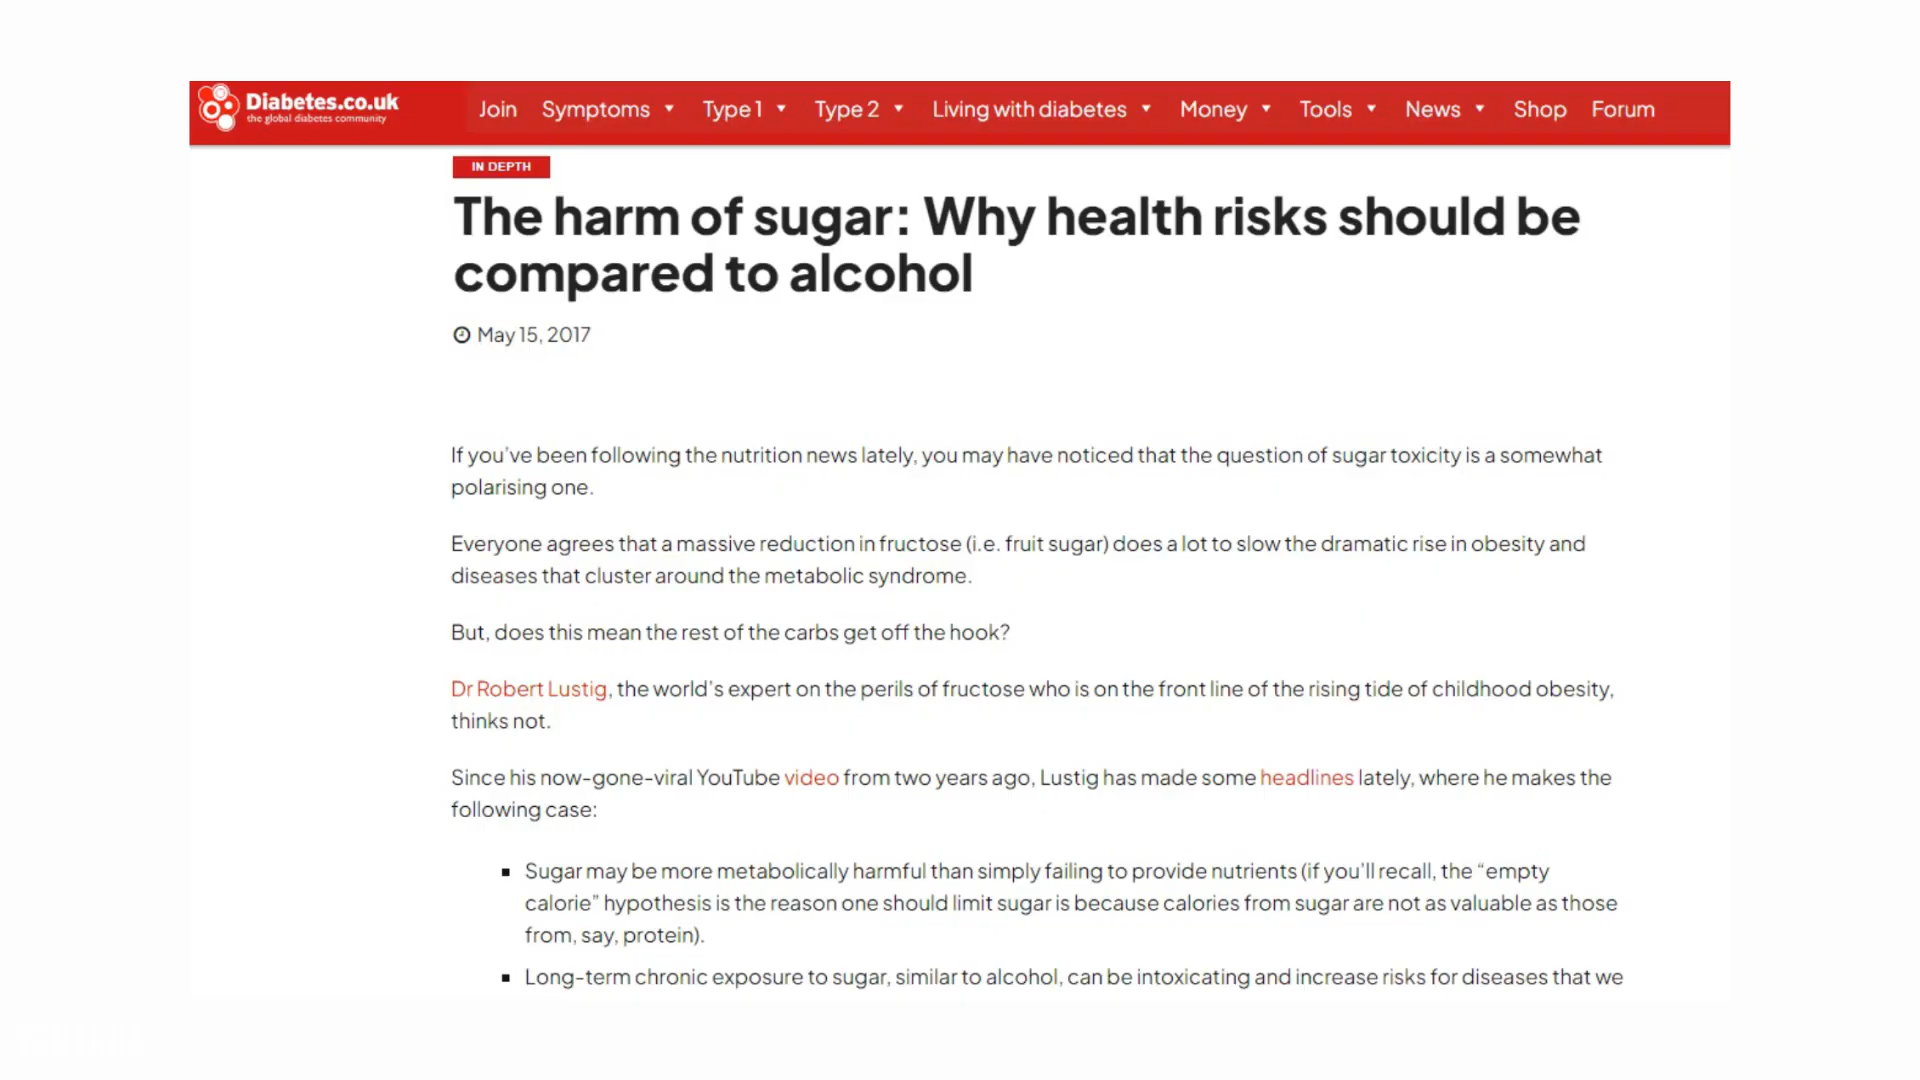 Diabetes.co.uk
the global diabetes community
Join Symptoms Type 1 Type 2 Living with diabetes Money Tools News Shop Forum
IN DEPTH
The harm of sugar: Why health risks should be
compared to alcohol
May 15, 2017
If you’ve been following the nutrition news lately, you may have noticed that the question of sugar toxicity is a somewhat
polarising one.
Everyone agrees that a massive reduction in fructose (i.e. fruit sugar) does a lot to slow the dramatic rise in obesity and
diseases that cluster around the metabolic syndrome.
But, does this mean the rest of the carbs get off the hook?
Dr Robert Lustig, the world’s expert on the perils of fructose who is on the front line of the rising tide of childhood obesity,
thinks not.
Since his now-gone-viral YouTube video from two years ago, Lustig has made some headlines lately, where he makes the
following case:
Sugar may be more metabolically harmful than simply failing to provide nutrients (if you’ll recall, the “empty
calorie” hypothesis is the reason one should limit sugar is because calories from sugar are not as valuable as those
from, say, protein).
Long-term chronic exposure to sugar, similar to alcohol, can be intoxicating and increase risks for diseases that we